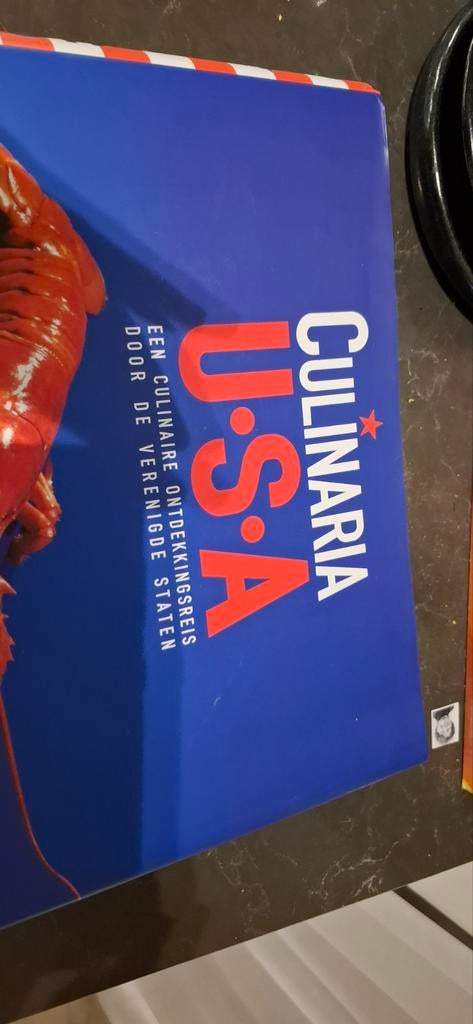 CULINARIA
U·S·A
EEN CULINAIRE ONTDEKKINGSREIS
DOOR DE VERENIGDE STATEN